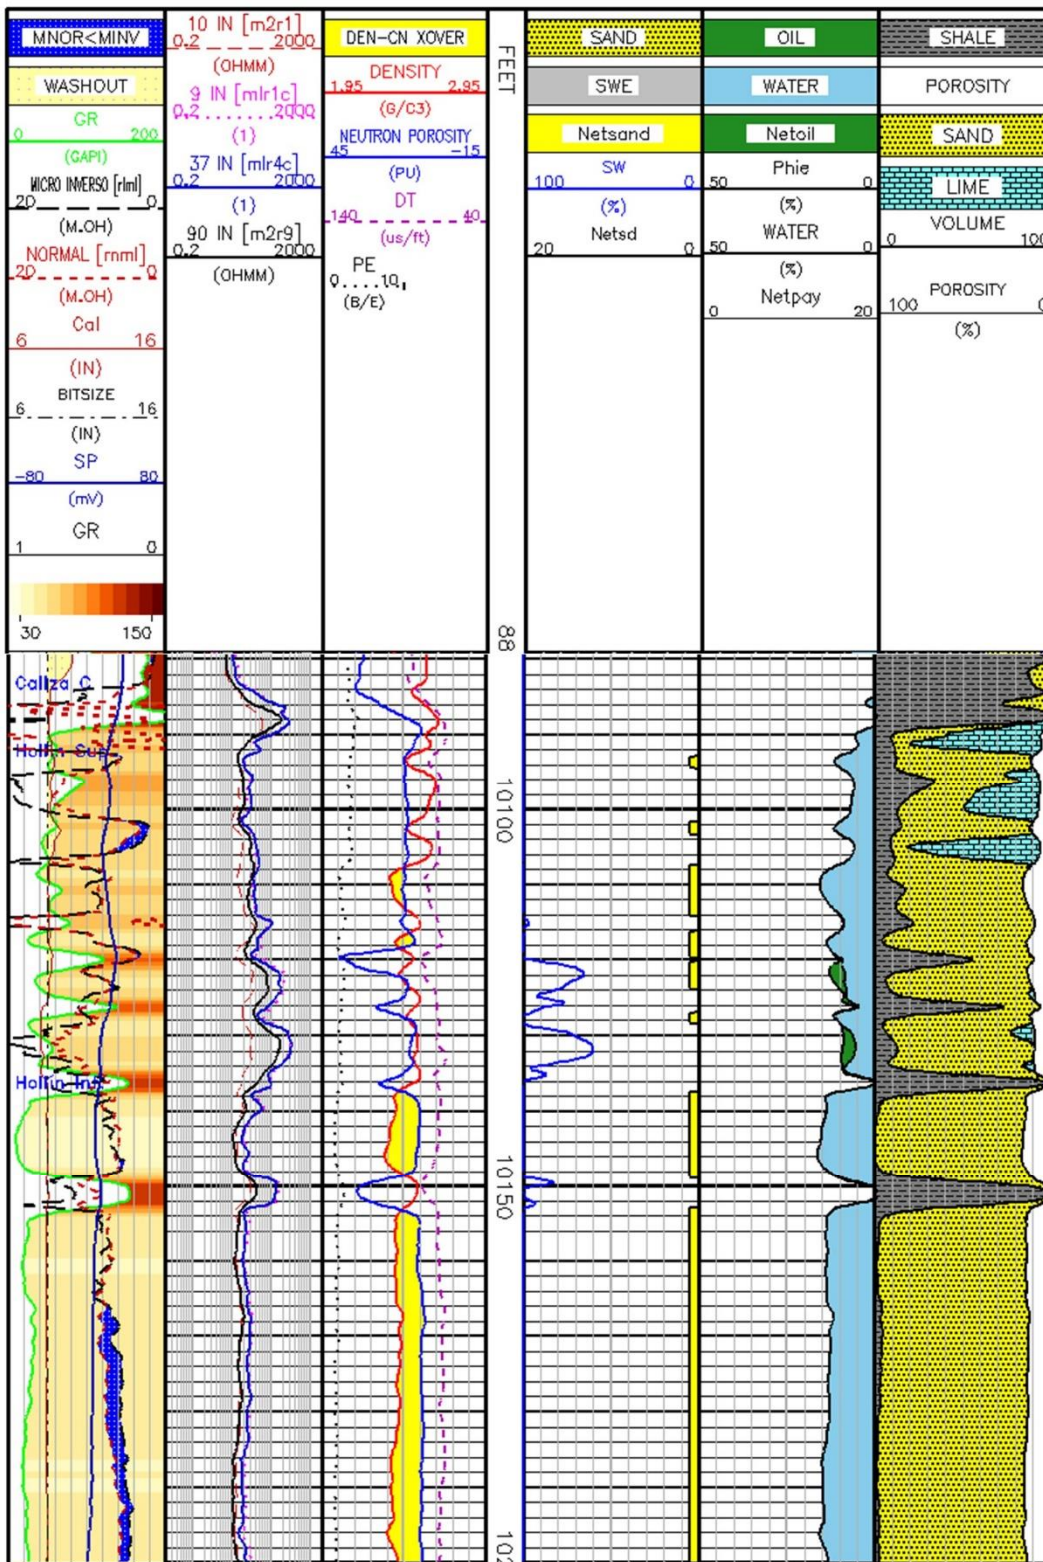 MNOR<MINV
WASHOUT
GR
0 200
(GAPI)
MICRO INVERSO [rlml]
20 0
(M.OH)
NORMAL [rnml]
20 0
(M.OH)
Cal
6 16
(IN)
BITSIZE
6 16
(IN)
SP
-80 80
(mV)
GR
1 0
30 150
10 IN [m2r1]
0.2 2000
(OHMM)
9 IN [mlr1c]
0.2 2000
(1)
37 IN [mlr4c]
0.2 2000
(1)
90 IN [m2r9]
0.2 2000
(OHMM)
DEN-CN XOVER
DENSITY
1.95 2.95
(G/C3)
NEUTRON POROSITY
45 -15
(PU)
DT
140 40
(us/ft)
PE
0 10
(B/E)
FEET
88
SAND
SWE
Netsand
SW
100 0
(%)
Netsd
20 0
OIL
WATER
Netoil
Phie
50 0
(%)
WATER
50 0
(%)
Netpay
0 20
SHALE
POROSITY
SAND
LIME
VOLUME
0 100
POROSITY
100 0
(%)
Caliza C
Hollin Sup
Hollin Inf
10100
10150
102